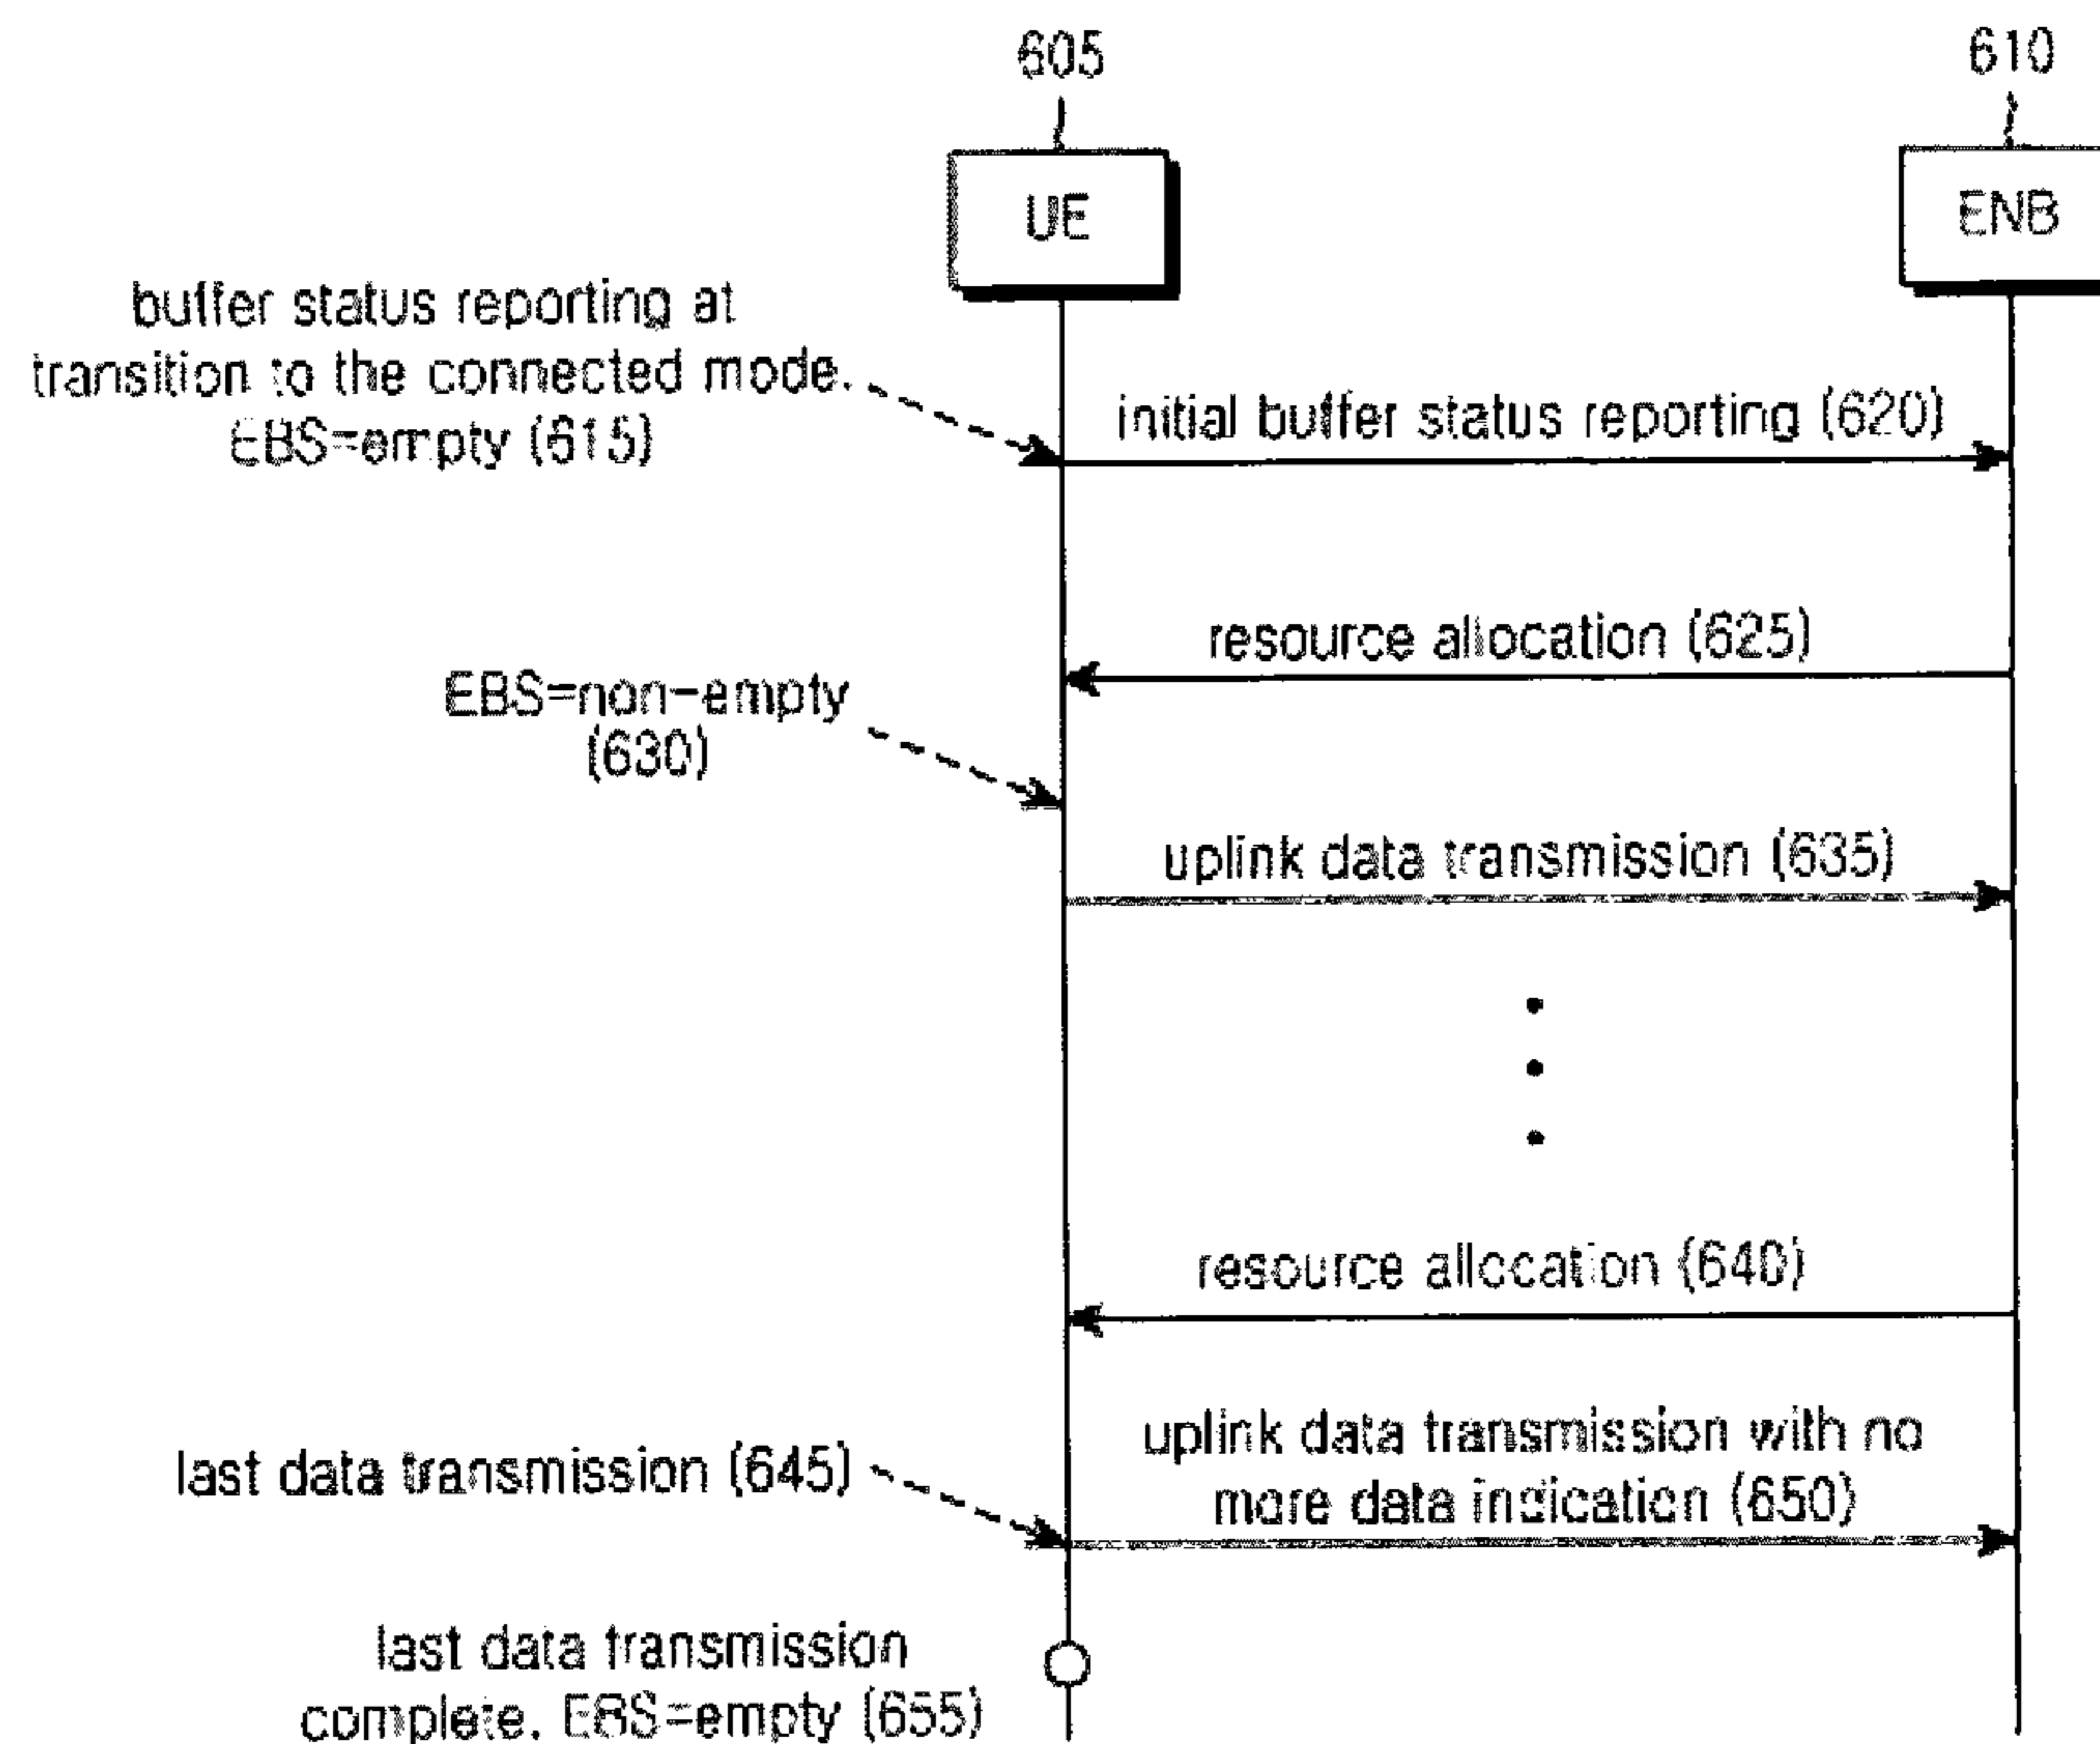 605
610
UE
ENB
buffer status reporting at
transition to the connected mode.
EBS=empty (615)
initial buffer status reporting (620)
resource allocation (625)
EBS=non-empty
(630)
uplink data transmission (635)
resource allocation (640)
last data transmission (645)
uplink data transmission with no
more data indication (650)
last data transmission
complete. EBS=empty (655)